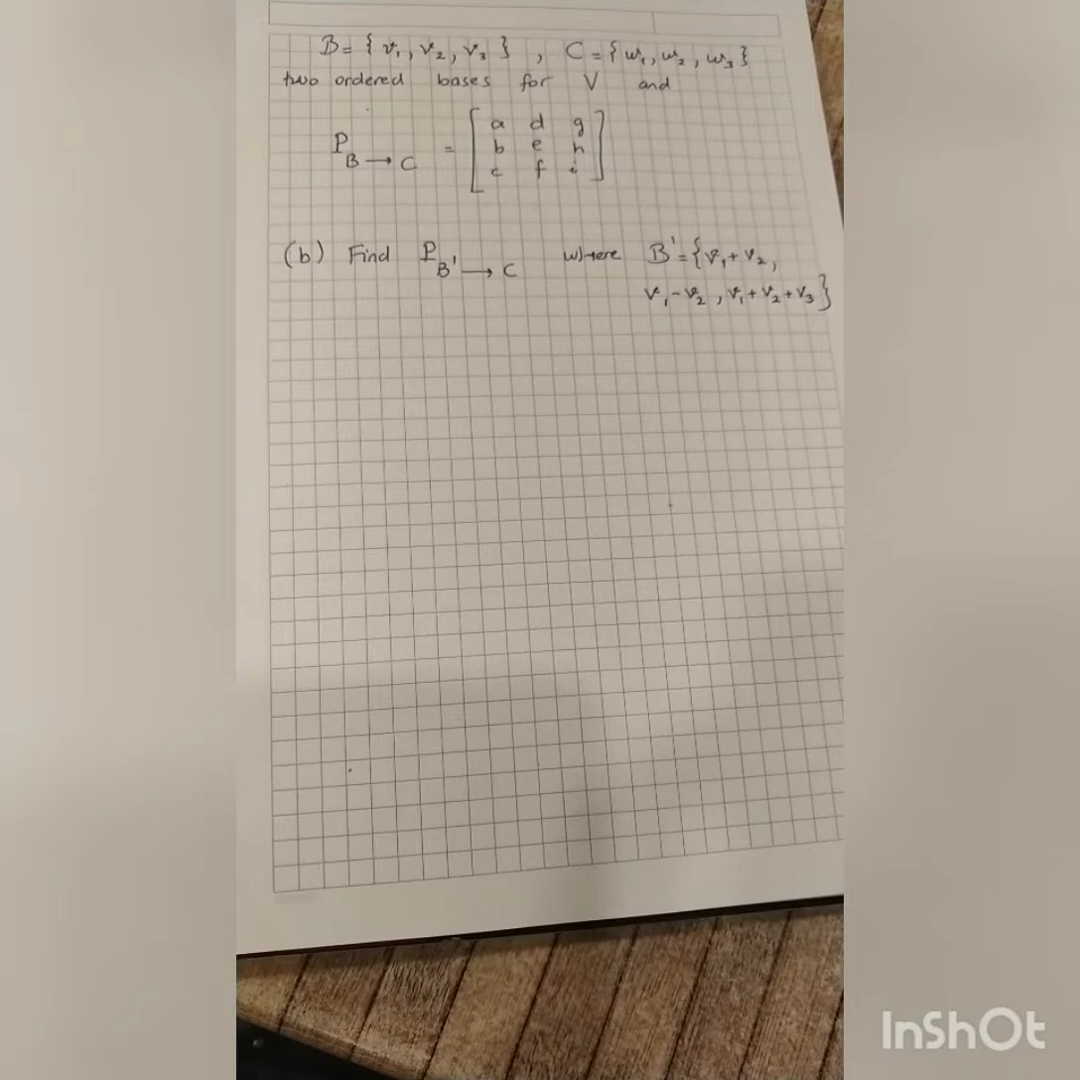 B = { v₁, v₂, v₃ } , C = { w₁, w₂, w₃ }
two ordered bases for V and
P B → C = [ a d g
b e h
c f i ]
(b) Find P B' → C where B' = { v₁ + v₂,
v₁ - v₂ , v₁ + v₂ + v₃ }
InShOt